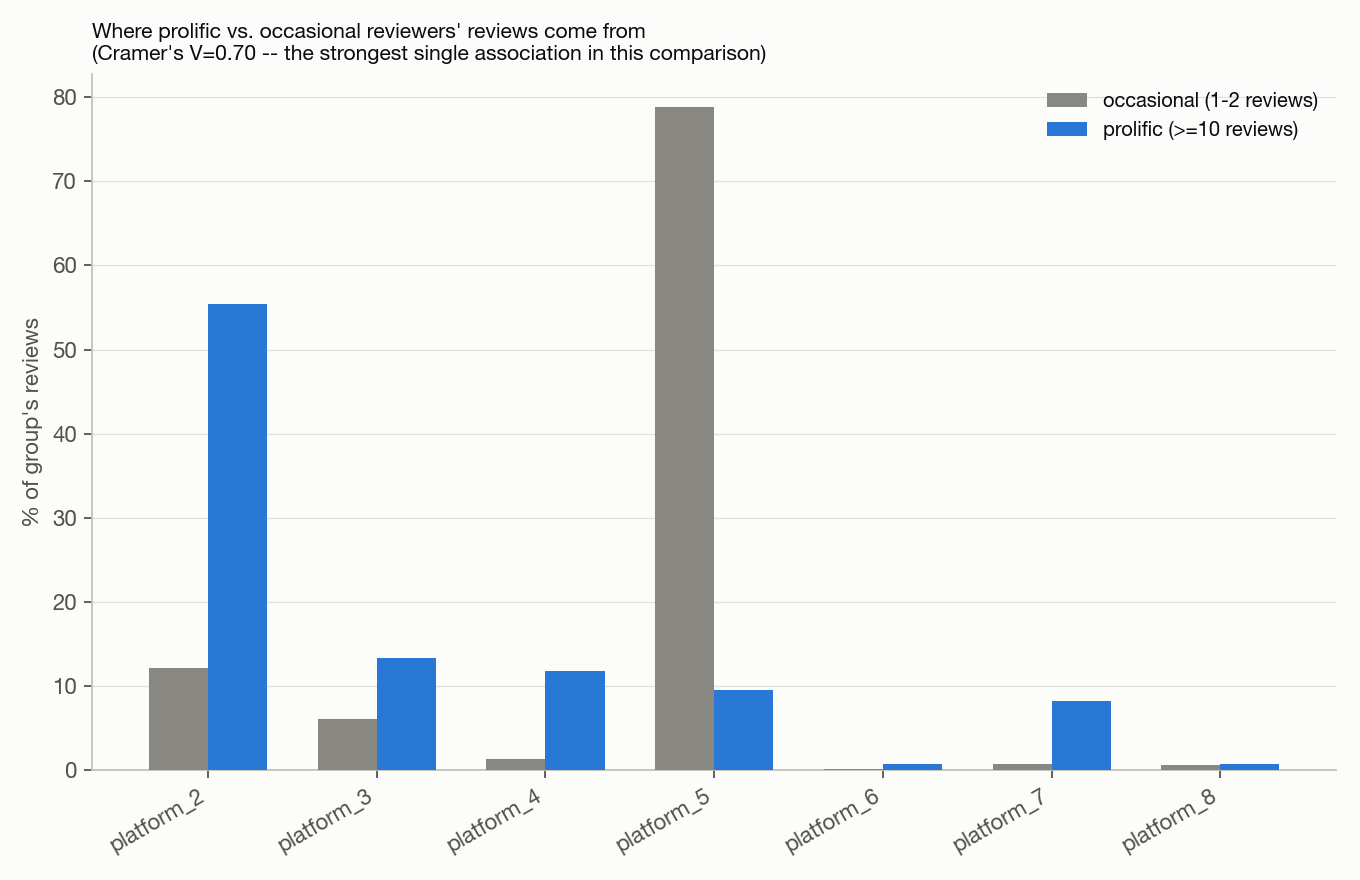 Where prolific vs. occasional reviewers' reviews come from
(Cramer's V=0.70 -- the strongest single association in this comparison)
occasional (1-2 reviews)
prolific (>=10 reviews)
% of group's reviews
80
70
60
50
40
30
20
10
0
platform_2
platform_3
platform_4
platform_5
platform_6
platform_7
platform_8